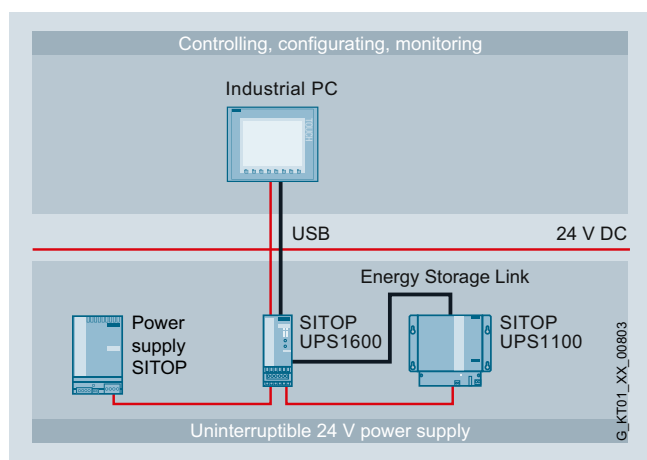 Controlling, configurating, monitoring
Industrial PC
USB
24 V DC
Energy Storage Link
Power
supply
SITOP
SITOP
UPS1600
SITOP
UPS1100
Uninterruptible 24 V power supply
G_KT01_XX_00803